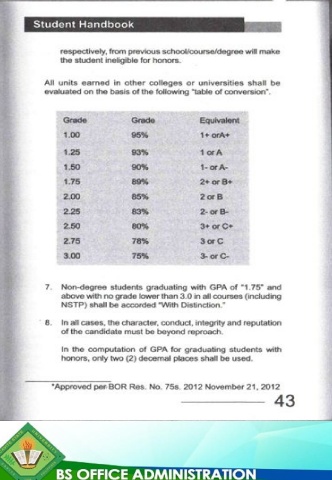 Student Handbook
respectively, from previous school/course/degree will make
the student ineligible for honors.
All units earned in other colleges or universities shall be
evaluated on the basis of the following "table of conversion".
Grade Grade Equivalent
1.00 95% 1+ orA+
1.25 93% 1 or A
1.50 90% 1- or A-
1.75 89% 2+ or B+
2.00 85% 2 or B
2.25 83% 2- or B-
2.50 80% 3+ or C+
2.75 78% 3 or C
3.00 75% 3- or C-
7. Non-degree students graduating with GPA of "1.75" and
above with no grade lower than 3.0 in all courses (including
NSTP) shall be accorded "With Distinction."
8. In all cases, the character, conduct, integrity and reputation
of the candidate must be beyond reproach.
In the computation of GPA for graduating students with
honors, only two (2) decemal places shall be used.
*Approved per BOR Res. No. 75s. 2012 November 21, 2012
43
BS OFFICE ADMINISTRATION